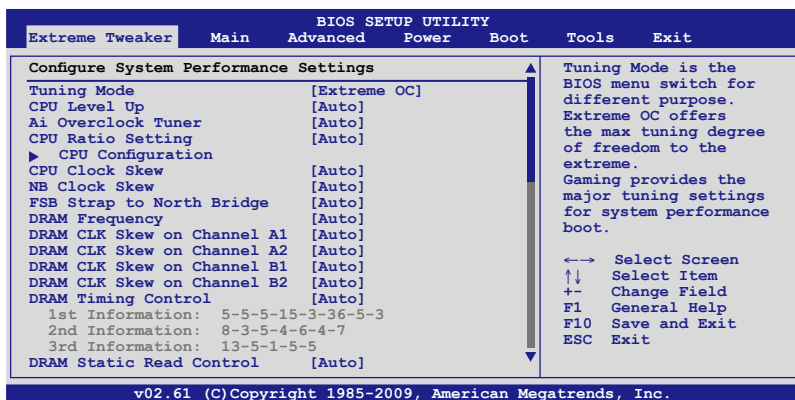 BIOS SETUP UTILITY
Extreme Tweaker Main Advanced Power Boot Tools Exit
Configure System Performance Settings
Tuning Mode [Extreme OC]
CPU Level Up [Auto]
Ai Overclock Tuner [Auto]
CPU Ratio Setting [Auto]
CPU Configuration
CPU Clock Skew [Auto]
NB Clock Skew [Auto]
FSB Strap to North Bridge [Auto]
DRAM Frequency [Auto]
DRAM CLK Skew on Channel A1 [Auto]
DRAM CLK Skew on Channel A2 [Auto]
DRAM CLK Skew on Channel B1 [Auto]
DRAM CLK Skew on Channel B2 [Auto]
DRAM Timing Control [Auto]
1st Information: 5-5-5-15-3-36-5-3
2nd Information: 8-3-5-4-6-4-7
3rd Information: 13-5-1-5-5
DRAM Static Read Control [Auto]
Tuning Mode is the
BIOS menu switch for
different purpose.
Extreme OC offers
the max tuning degree
of freedom to the
extreme.
Gaming provides the
major tuning settings
for system performance
boot.
←→ Select Screen
↑↓ Select Item
+- Change Field
F1 General Help
F10 Save and Exit
ESC Exit
v02.61 (C)Copyright 1985-2009, American Megatrends, Inc.